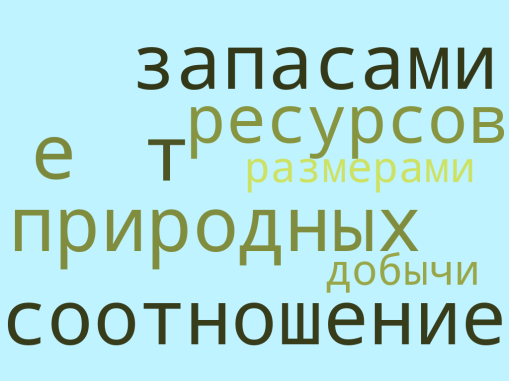 запасами
ресурсов
е т
размерами
природных
добычи
соотношение